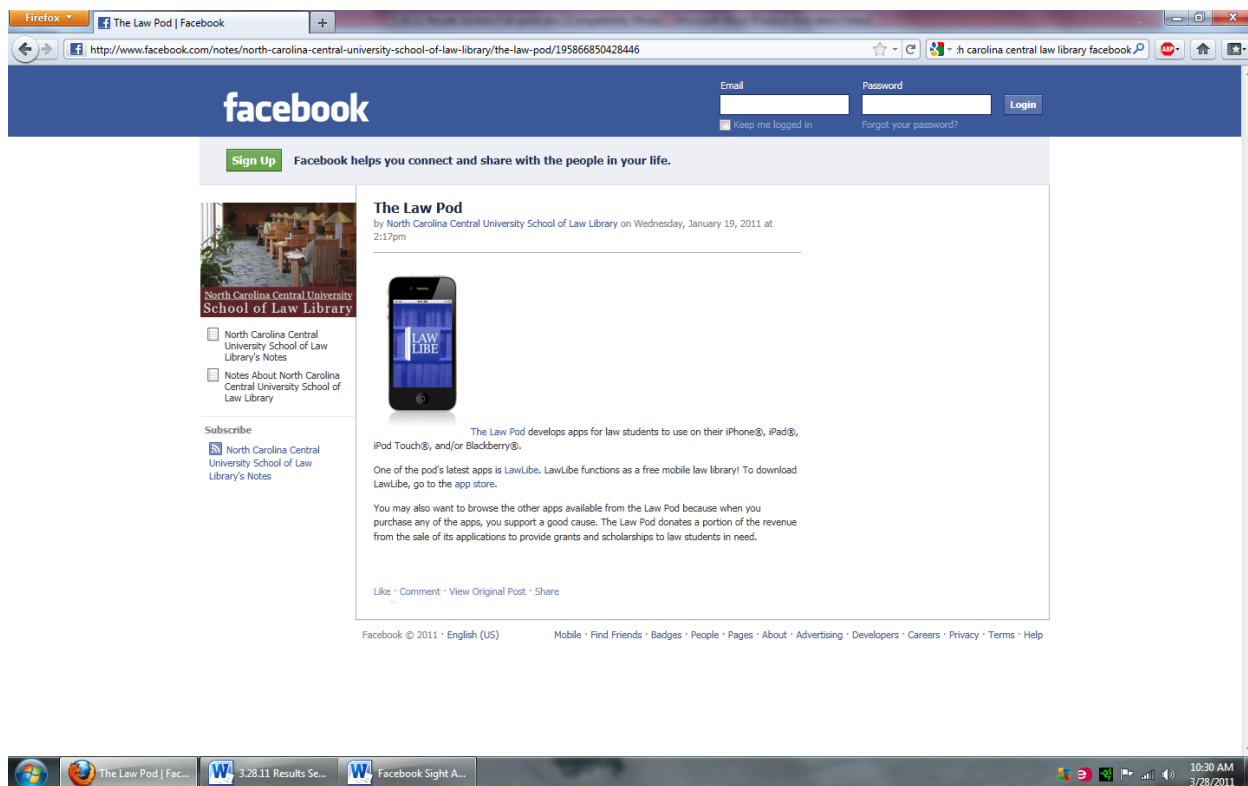 Firefox
The Law Pod | Facebook
+
http://www.facebook.com/notes/north-carolina-central-university-school-of-law-library/the-law-pod/195866850428446
:h carolina central law library facebook
ABP
facebook
Email
Password
Login
Keep me logged in
Forgot your password?
Sign Up
Facebook helps you connect and share with the people in your life.
North Carolina Central University
School of Law Library
North Carolina Central
University School of Law
Library's Notes
Notes About North Carolina
Central University School of
Law Library
Subscribe
North Carolina Central
University School of Law
Library's Notes
The Law Pod
by North Carolina Central University School of Law Library on Wednesday, January 19, 2011 at
2:17pm
LAW
LIBE
The Law Pod develops apps for law students to use on their iPhone®, iPad®,
iPod Touch®, and/or Blackberry®.
One of the pod's latest apps is LawLibe. LawLibe functions as a free mobile law library! To download
LawLibe, go to the app store.
You may also want to browse the other apps available from the Law Pod because when you
purchase any of the apps, you support a good cause. The Law Pod donates a portion of the revenue
from the sale of its applications to provide grants and scholarships to law students in need.
Like · Comment · View Original Post · Share
Facebook © 2011 · English (US)
Mobile · Find Friends · Badges · People · Pages · About · Advertising · Developers · Careers · Privacy · Terms · Help
The Law Pod | Fac...
3.28.11 Results Se...
Facebook Sight A...
10:30 AM
3/28/2011